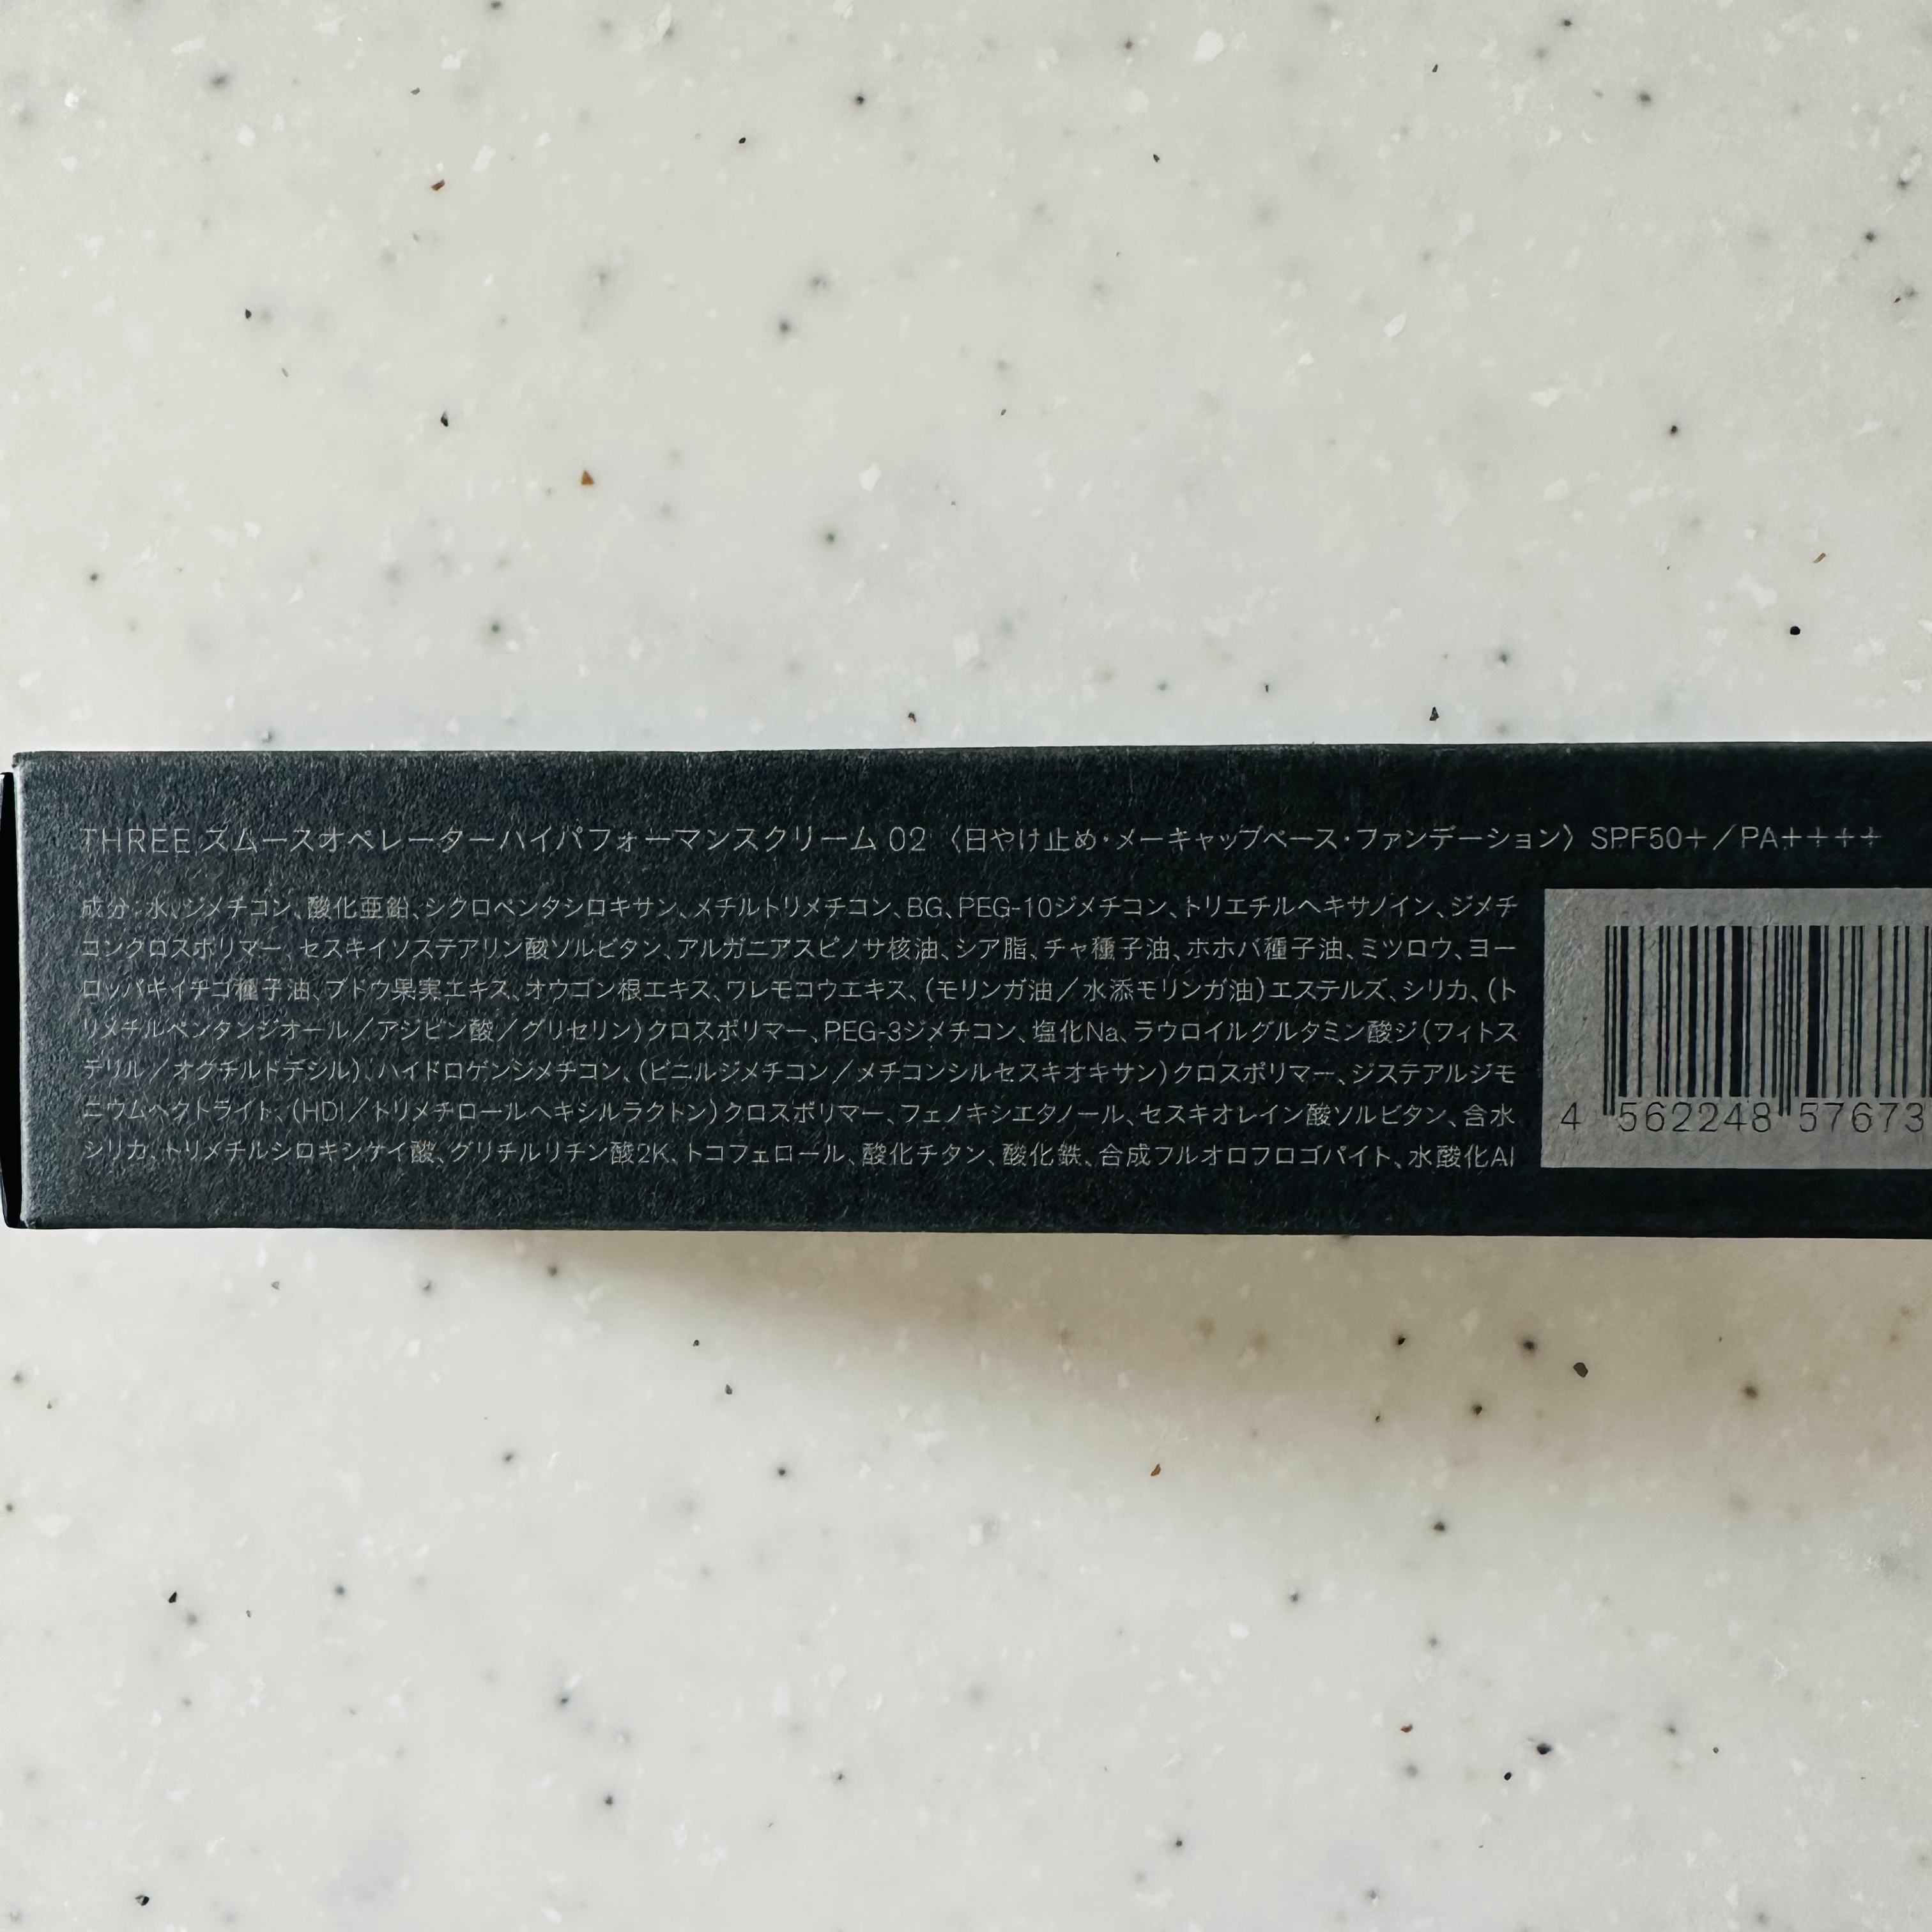 THREE スムースオペレーターハイパフォーマンスクリーム 02 〈日やけ止め・メーキャップベース・ファンデーション〉 SPF50+/PA++++
成分:水、ジメチコン、酸化亜鉛、シクロペンタシロキサン、メチルトリメチコン、BG、PEG-10ジメチコン、トリエチルヘキサノイン、ジメチ
コンクロスポリマー、セスキイソステアリン酸ソルビタン、アルガニアスピノサ核油、シア脂、チャ種子油、ホホバ種子油、ミツロウ、ヨー
ロッパキイチゴ種子油、ブドウ果実エキス、オウゴン根エキス、ワレモコウエキス、(モリンガ油/水添モリンガ油)エステルズ、シリカ、(ト
リメチルペンタンジオール/アジピン酸/グリセリン)クロスポリマー、PEG-3ジメチコン、塩化Na、ラウロイルグルタミン酸ジ(フィトス
テリル/オクチルドデシル)、ハイドロゲンジメチコン、(ビニルジメチコン/メチコンシルセスキオキサン)クロスポリマー、ジステアルジモ
ニウムヘクトライト、(HDI/トリメチロールヘキシルラクトン)クロスポリマー、フェノキシエタノール、セスキオレイン酸ソルビタン、含水
シリカ、トリメチルシロキシケイ酸、グリチルリチン酸2K、トコフェロール、酸化チタン、酸化鉄、合成フルオロフロゴパイト、水酸化Al
4 562248 57673